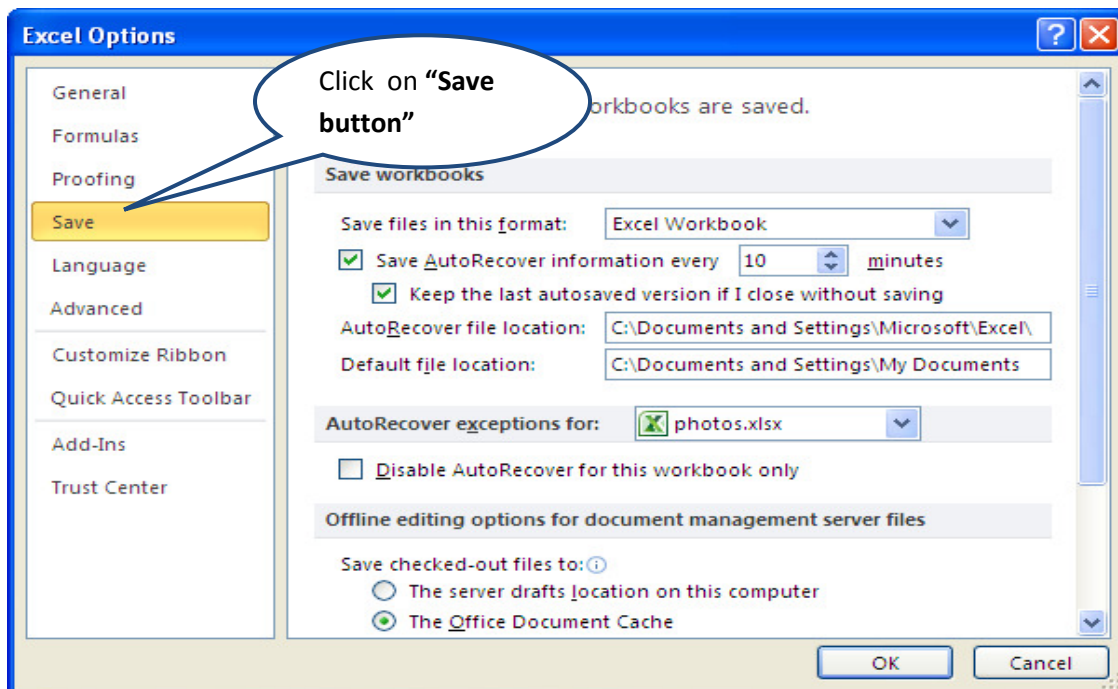 Excel Options
General
Formulas
Proofing
Save
Language
Advanced
Customize Ribbon
Quick Access Toolbar
Add-Ins
Trust Center
Click on “Save
button”
orkbooks are saved.
Save workbooks
Save files in this format: Excel Workbook
Save AutoRecover information every 10 minutes
Keep the last autosaved version if I close without saving
AutoRecover file location: C:\Documents and Settings\Microsoft\Excel\
Default file location: C:\Documents and Settings\My Documents
AutoRecover exceptions for: photos.xlsx
Disable AutoRecover for this workbook only
Offline editing options for document management server files
Save checked-out files to:
The server drafts location on this computer
The Office Document Cache
OK Cancel